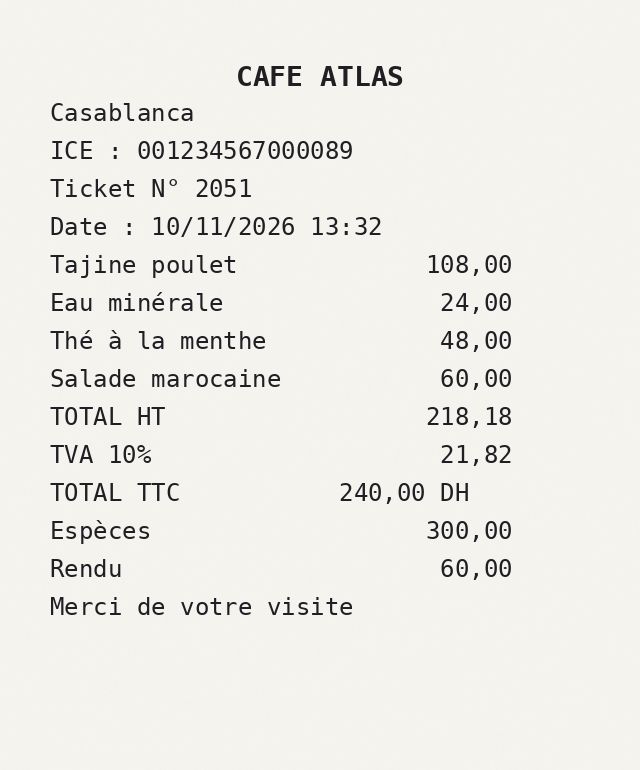 CAFE ATLAS
Casablanca
ICE : 001234567000089
Ticket N° 2051
Date : 10/11/2026 13:32
Tajine poulet 108,00
Eau minérale 24,00
Thé à la menthe 48,00
Salade marocaine 60,00
TOTAL HT 218,18
TVA 10% 21,82
TOTAL TTC 240,00 DH
Espèces 300,00
Rendu 60,00
Merci de votre visite